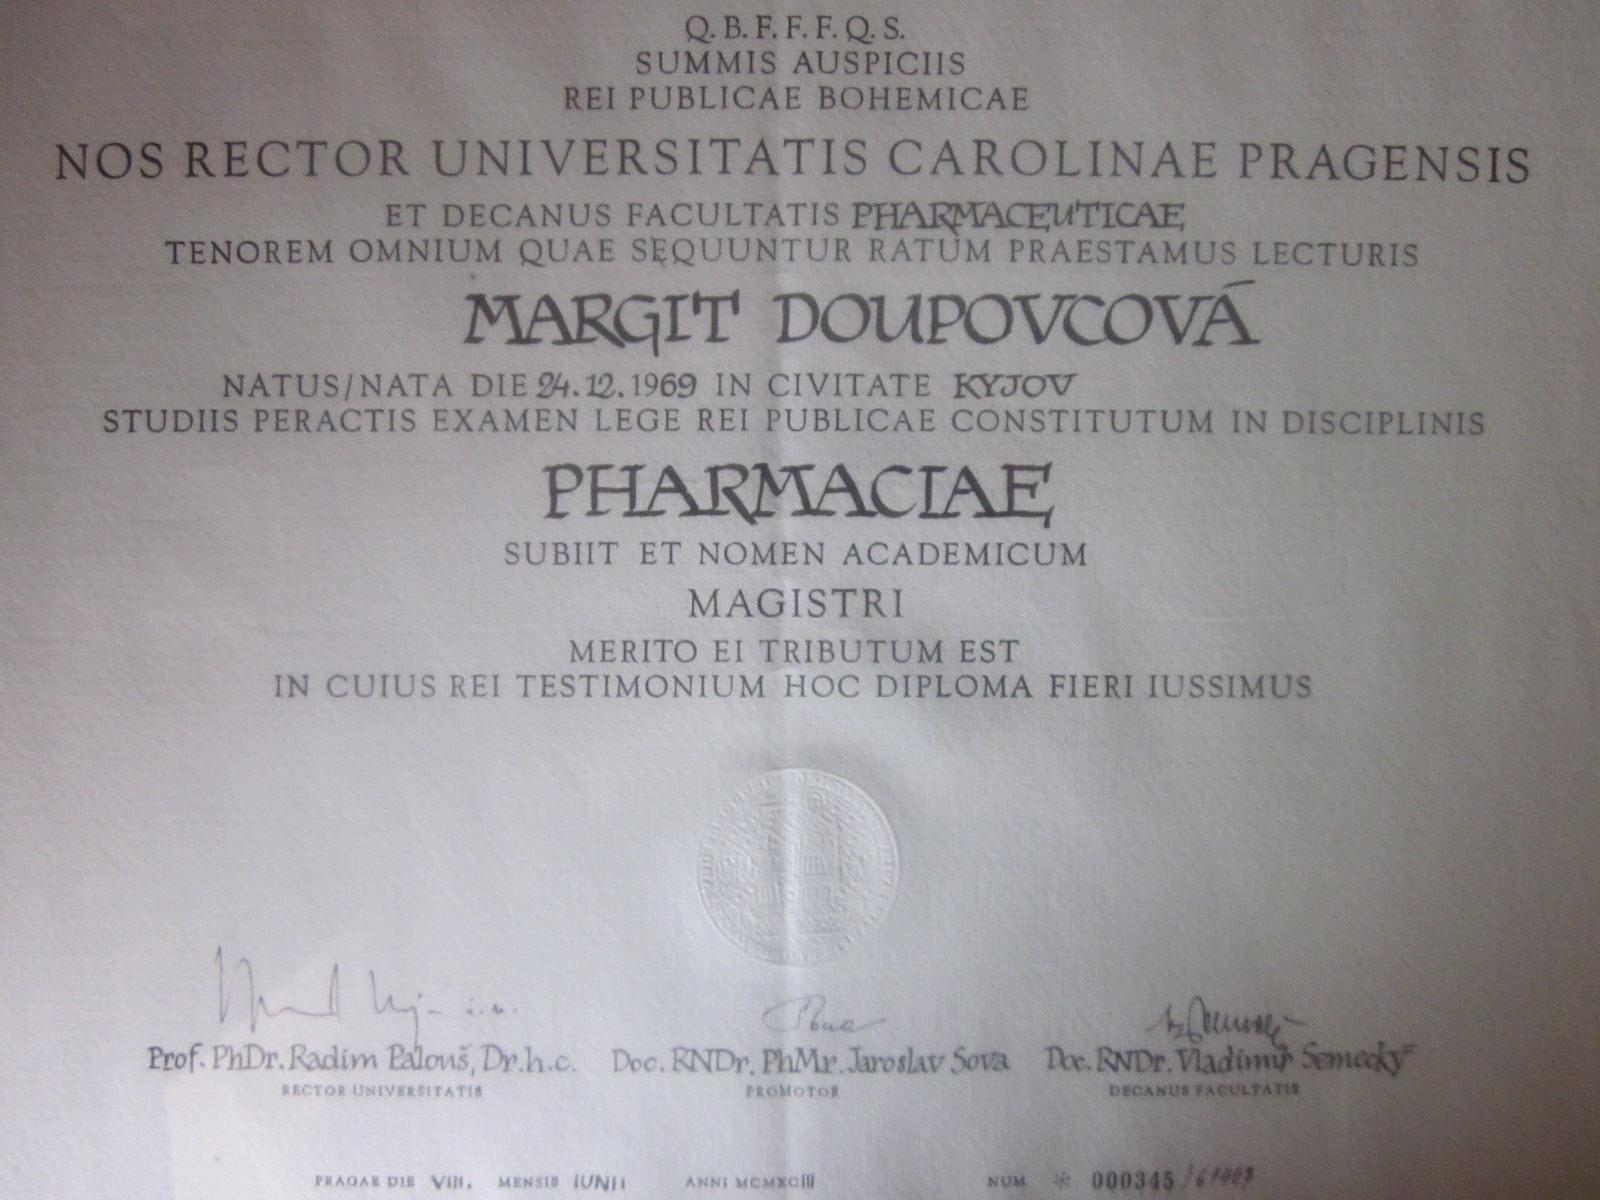 Q. B. F. F. F. Q. S.
SUMMIS AUSPICIIS
REI PUBLICAE BOHEMICAE
NOS RECTOR UNIVERSITATIS CAROLINAE PRAGENSIS
ET DECANUS FACULTATIS PHARMACEUTICAE
TENOREM OMNIUM QUAE SEQUUNTUR RATUM PRAESTAMUS LECTURIS
MARGIT DOUPOVCOVÁ
NATUS/NATA DIE 24.12.1969 IN CIVITATE KYJOV
STUDIIS PERACTIS EXAMEN LEGE REI PUBLICAE CONSTITUTUM IN DISCIPLINIS
PHARMACIAE
SUBIIT ET NOMEN ACADEMICUM
MAGISTRI
MERITO EI TRIBUTUM EST
IN CUIUS REI TESTIMONIUM HOC DIPLOMA FIERI IUSSIMUS
Prof. PhDr. Radim Palouš, Dr.h.c. Doc. RNDr. PhMr. Jaroslav Sova Doc. RNDr. Vladimír Semecký
RECTOR UNIVERSITATIS PROMOTOR DECANUS FACULTATIS
PRAGAE DIE VIII. MENSIS IUNII ANNI MCMXCIII NUM * 000345